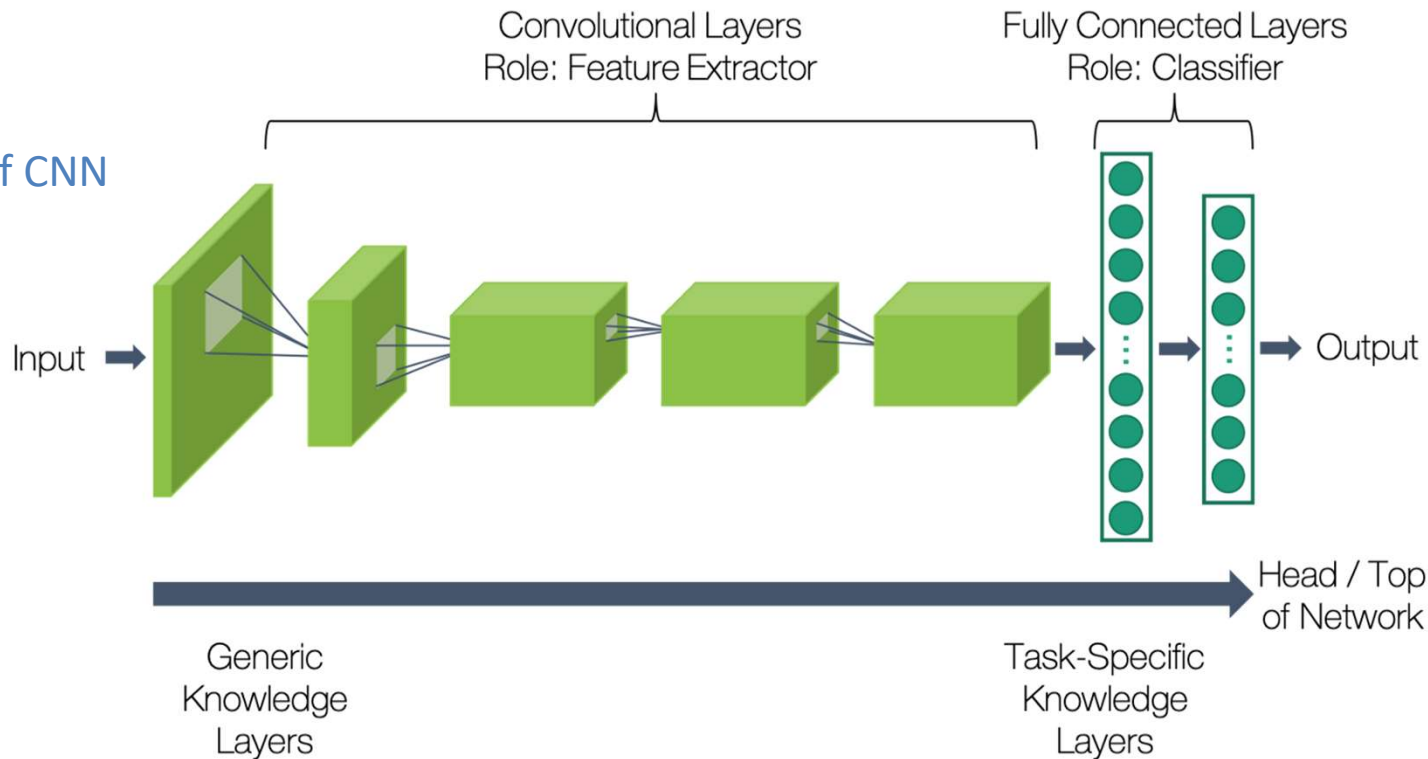 Convolutional Layers
Role: Feature Extractor
Fully Connected Layers
Role: Classifier
f CNN
Input
Output
Head / Top
of Network
Generic
Knowledge
Layers
Task-Specific
Knowledge
Layers